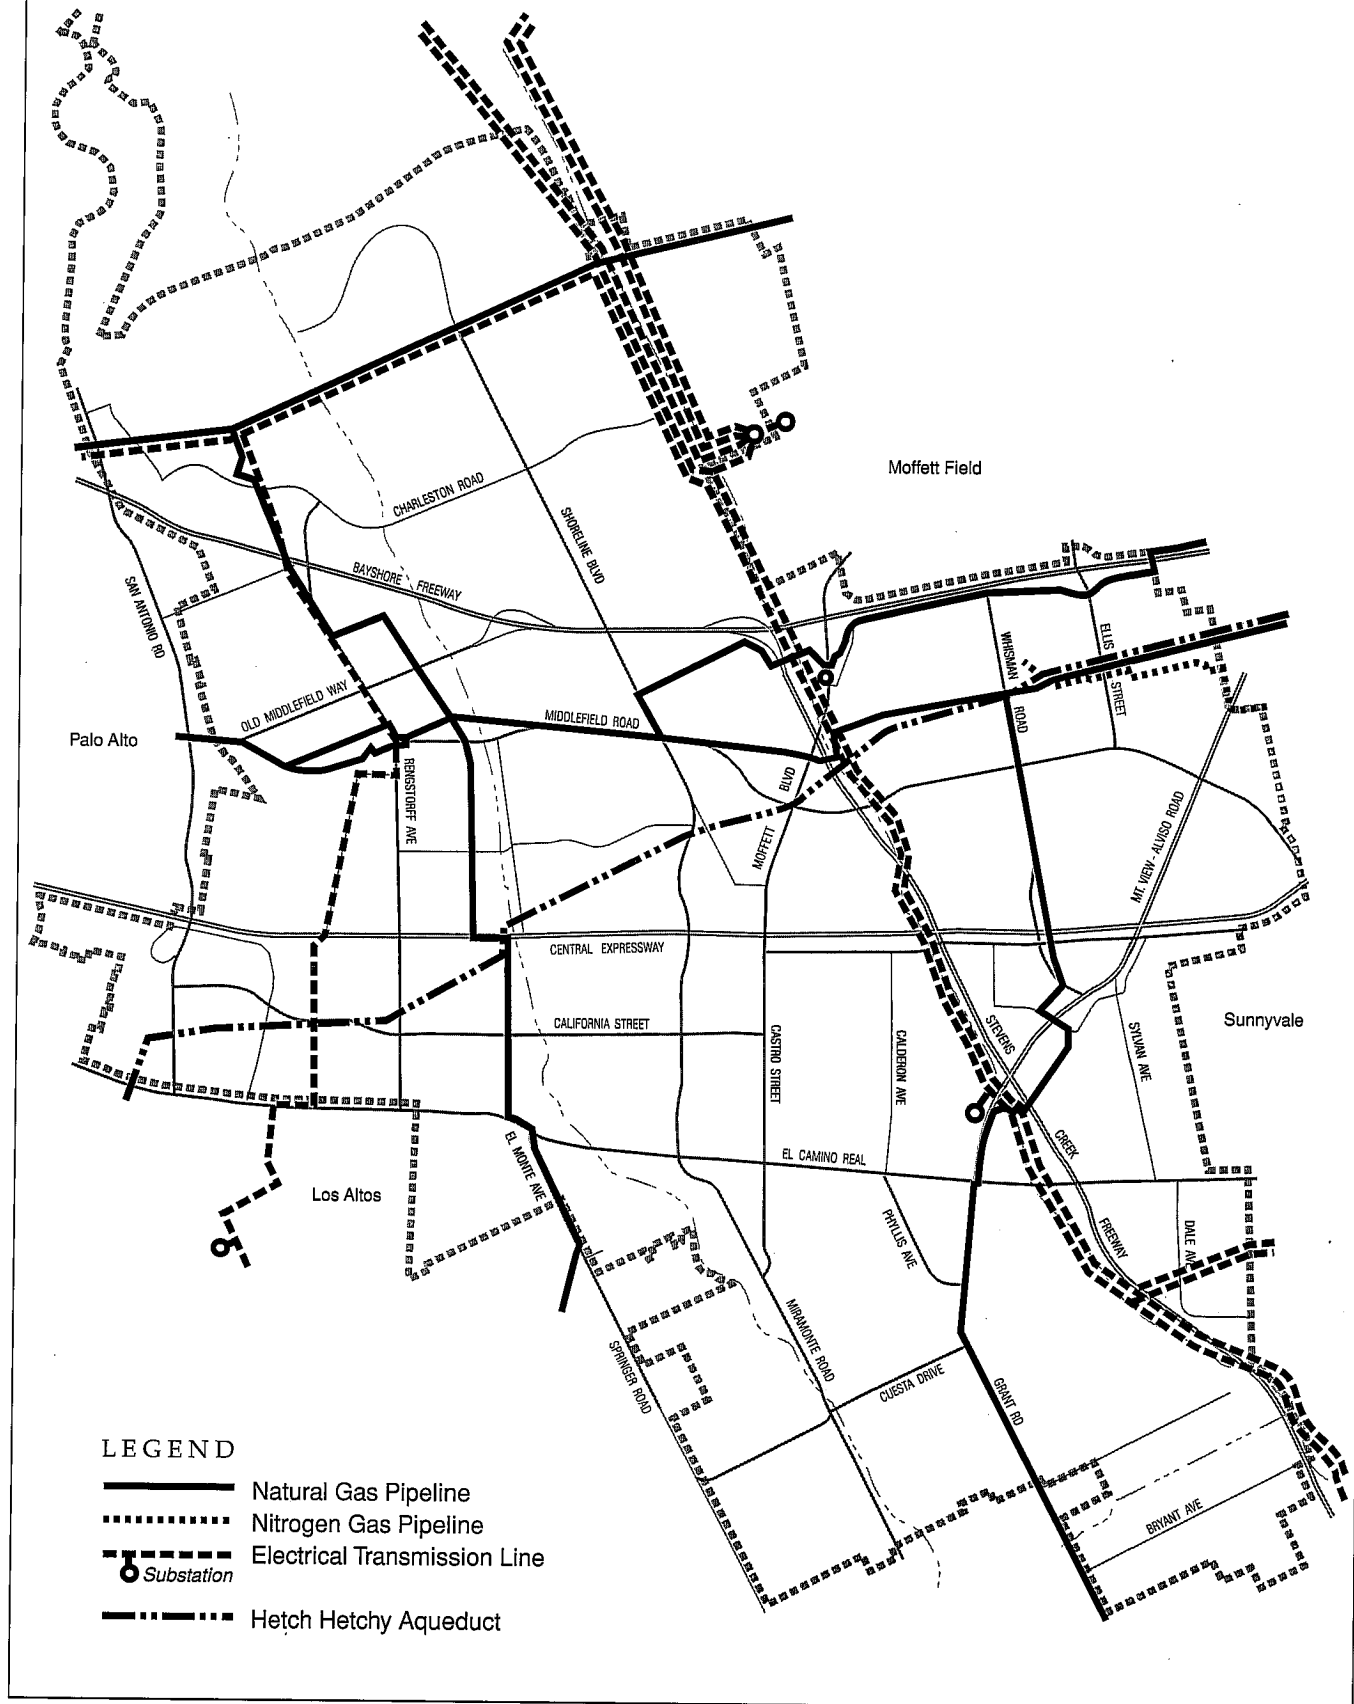 Moffett Field
CHARLESTON ROAD
SHORELINE BLVD
BAYSHORE FREEWAY
SAN ANTONIO RD
WHISMAN
ROAD
ELLIS
STREET
OLD MIDDLEFIELD WAY
MIDDLEFIELD ROAD
Palo Alto
RENGSTORFF AVE
MOFFETT
BLVD
MT. VIEW - ALVISO ROAD
CENTRAL EXPRESSWAY
CALIFORNIA STREET
CASTRO STREET
CALDERON AVE
STEVENS
CREEK
FREEWAY
SYLVAN AVE
Sunnyvale
EL MONTE AVE
EL CAMINO REAL
Los Altos
PHYLLIS AVE
DALE AVE
MIRAMONTE ROAD
SPRINGER ROAD
CUESTA DRIVE
GRANT RD
BRYANT AVE
LEGEND
Natural Gas Pipeline
Nitrogen Gas Pipeline
Electrical Transmission Line
Substation
Hetch Hetchy Aqueduct